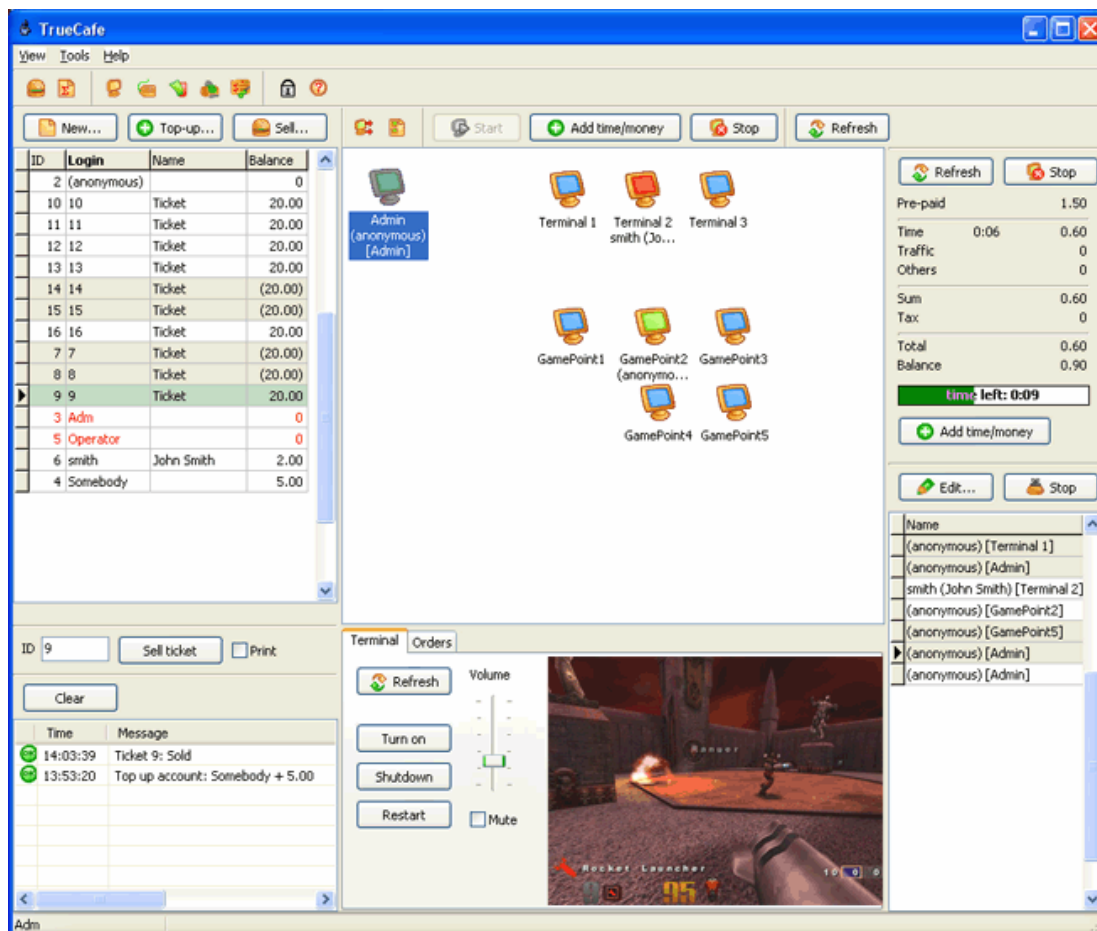 TrueCafe
View Tools Help
New... Top-up... Sell... Start Add time/money Stop Refresh
ID Login Name Balance
2 (anonymous) 0
10 10 Ticket 20.00
11 11 Ticket 20.00
12 12 Ticket 20.00
13 13 Ticket 20.00
14 14 Ticket (20.00)
15 15 Ticket (20.00)
16 16 Ticket 20.00
7 7 Ticket (20.00)
8 8 Ticket (20.00)
9 9 Ticket 20.00
3 Adm 0
5 Operator 0
6 smith John Smith 2.00
4 Somebody 5.00
ID 9 Sell ticket Print
Clear
Time Message
14:03:39 Ticket 9: Sold
13:53:20 Top up account: Somebody + 5.00
Adm
Admin
(anonymous)
[Admin]
Terminal 1
Terminal 2
smith (Jo...
Terminal 3
GamePoint1
GamePoint2
(anonymo...
GamePoint3
GamePoint4
GamePoint5
Terminal Orders
Refresh
Volume
Turn on
Shutdown
Restart
Mute
Ranger
Rocket Launcher
95
10 0 0
Refresh Stop
Pre-paid 1.50
Time 0:06 0.60
Traffic 0
Others 0
Sum 0.60
Tax 0
Total 0.60
Balance 0.90
time left: 0:09
Add time/money
Edit... Stop
Name
(anonymous) [Terminal 1]
(anonymous) [Admin]
smith (John Smith) [Terminal 2]
(anonymous) [GamePoint2]
(anonymous) [GamePoint5]
(anonymous) [Admin]
(anonymous) [Admin]